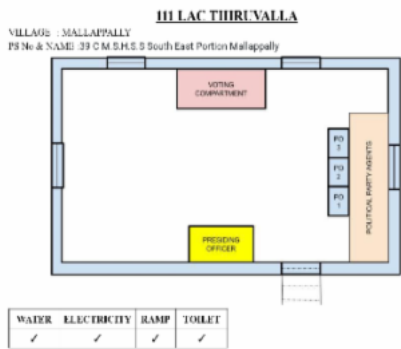 111 LAC THIRUVALLA
VILLAGE : MALLAPPALLY
PS No & NAME :39 C M.S.H.S.S South East Portion Mallappally
VOTING
COMPARTMENT
PO
3
PO
2
PO
1
POLITICAL PARTY AGENTS
PRESIDING
OFFICER
WATER ELECTRICITY RAMP TOILET
✓ ✓ ✓ ✓